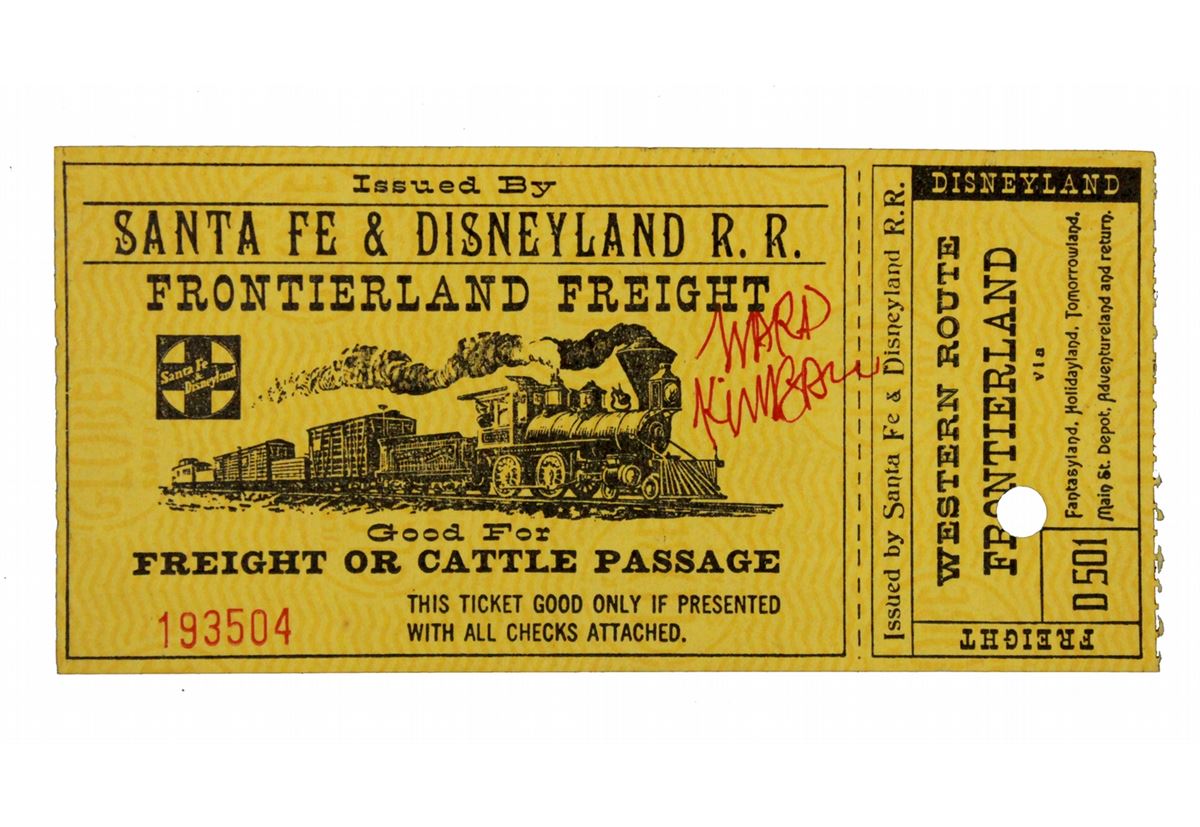 Issued By
SANTA FE & DISNEYLAND R. R.
FRONTIERLAND FREIGHT
WARD
KIMBALL
Santa Fe
&
Disneyland
Good For
FREIGHT OR CATTLE PASSAGE
THIS TICKET GOOD ONLY IF PRESENTED
WITH ALL CHECKS ATTACHED.
193504
Issued by Santa Fe & Disneyland R.R.
DISNEYLAND
WESTERN ROUTE
FRONTIERLAND
via
Fantasyland, Holidayland, Tomorrowland,
Main St. Depot, Adventureland and return.
D501
FREIGHT